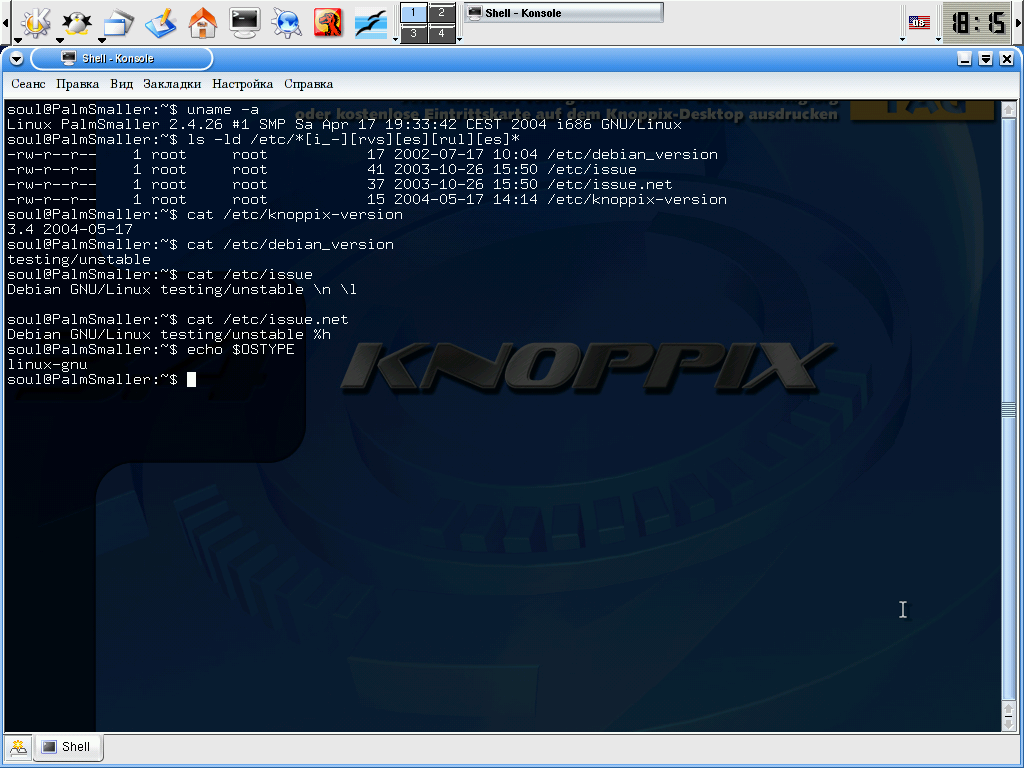 1 2
3 4
Shell - Konsole
US
18:15
Shell - Konsole
Сеанс Правка Вид Закладки Настройка Справка
oder kostenlose Eintrittskarte auf dem Knoppix-Desktop ausdrucken
soul@PalmSmaller:~$ uname -a
Linux PalmSmaller 2.4.26 #1 SMP Sa Apr 17 19:33:42 CEST 2004 i686 GNU/Linux
soul@PalmSmaller:~$ ls -ld /etc/*[i_-][rvs][es][rul][es]*
-rw-r--r-- 1 root root 17 2002-07-17 10:04 /etc/debian_version
-rw-r--r-- 1 root root 41 2003-10-26 15:50 /etc/issue
-rw-r--r-- 1 root root 37 2003-10-26 15:50 /etc/issue.net
-rw-r--r-- 1 root root 15 2004-05-17 14:14 /etc/knoppix-version
soul@PalmSmaller:~$ cat /etc/knoppix-version
3.4 2004-05-17
soul@PalmSmaller:~$ cat /etc/debian_version
testing/unstable
soul@PalmSmaller:~$ cat /etc/issue
Debian GNU/Linux testing/unstable \n \l
soul@PalmSmaller:~$ cat /etc/issue.net
Debian GNU/Linux testing/unstable %h
soul@PalmSmaller:~$ echo $OSTYPE
linux-gnu
soul@PalmSmaller:~$
KNOPPIX
Shell